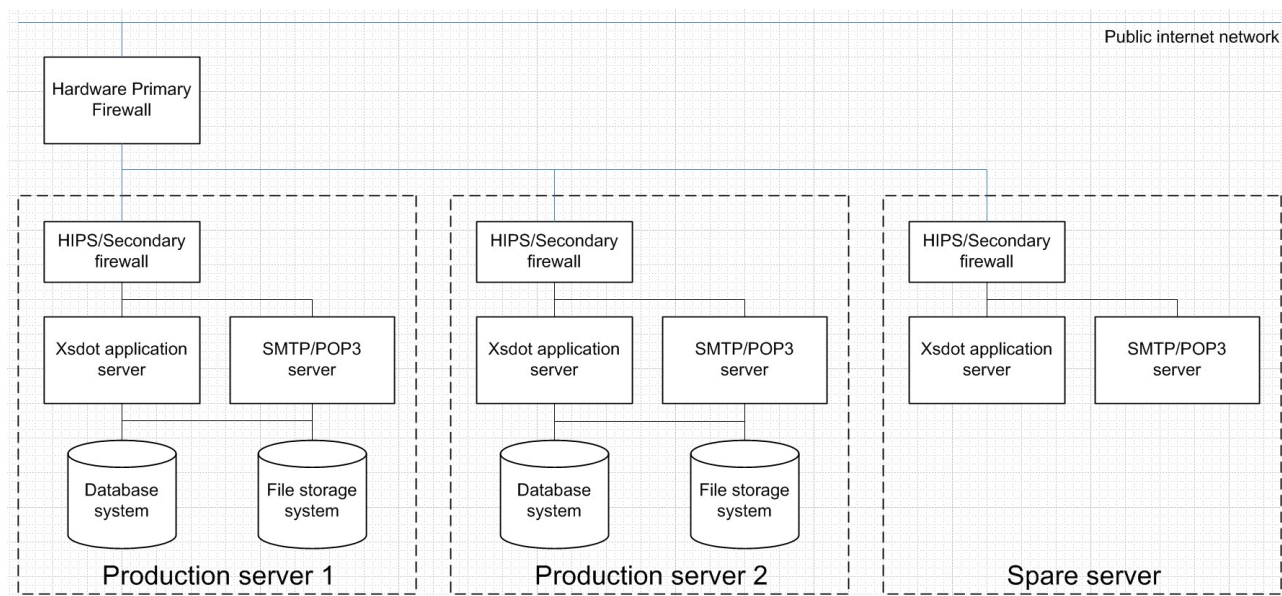 Public internet network
Hardware Primary
Firewall
HIPS/Secondary
firewall
Xsdot application
server
SMTP/POP3
server
Database
system
File storage
system
Production server 1
HIPS/Secondary
firewall
Xsdot application
server
SMTP/POP3
server
Database
system
File storage
system
Production server 2
HIPS/Secondary
firewall
Xsdot application
server
SMTP/POP3
server
Spare server